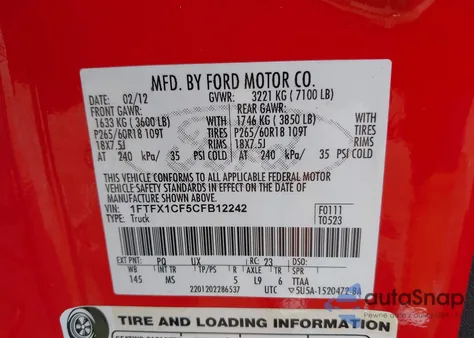 MFD. BY FORD MOTOR CO.
DATE: 02/12 GVWR: 3221 KG ( 7100 LB)
FRONT GAWR: REAR GAWR:
1633 KG ( 3600 LB) 1746 KG ( 3850 LB)
WITH WITH
P265/60R18 109T TIRES P265/60R18 109T TIRES
18X7.5J RIMS 18X7.5J RIMS
AT 240 kPa/ 35 PSI COLD AT 240 kPa/ 35 PSI COLD
THIS VEHICLE CONFORMS TO ALL APPLICABLE FEDERAL MOTOR
VEHICLE SAFETY STANDARDS IN EFFECT ON THE DATE OF
MANUFACTURE SHOWN ABOVE.
VIN: 1FTFX1CF5CFB12242
TYPE: Truck
F0111
T0523
EXT PNT: PQ UX RC: 23 DSO:
WB INT TR TP/PS R AXLE TR SPR
145 MS 5 L9 6 TTAA
2201202286537 UTC
5U5A-1520472-BA
autoSnap
TIRE AND LOADING INFORMATION